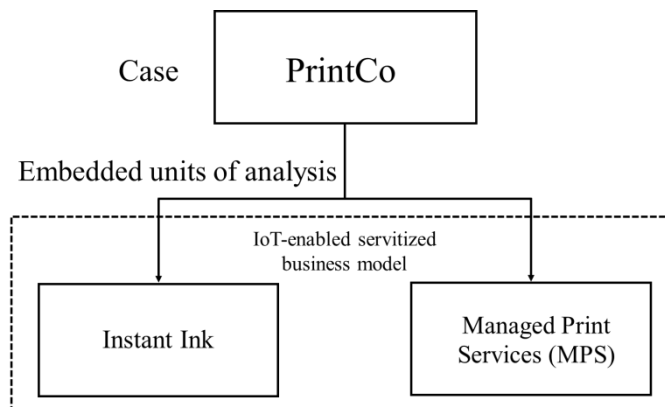 Case
PrintCo
Embedded units of analysis
IoT-enabled servitized
business model
Instant Ink
Managed Print
Services (MPS)